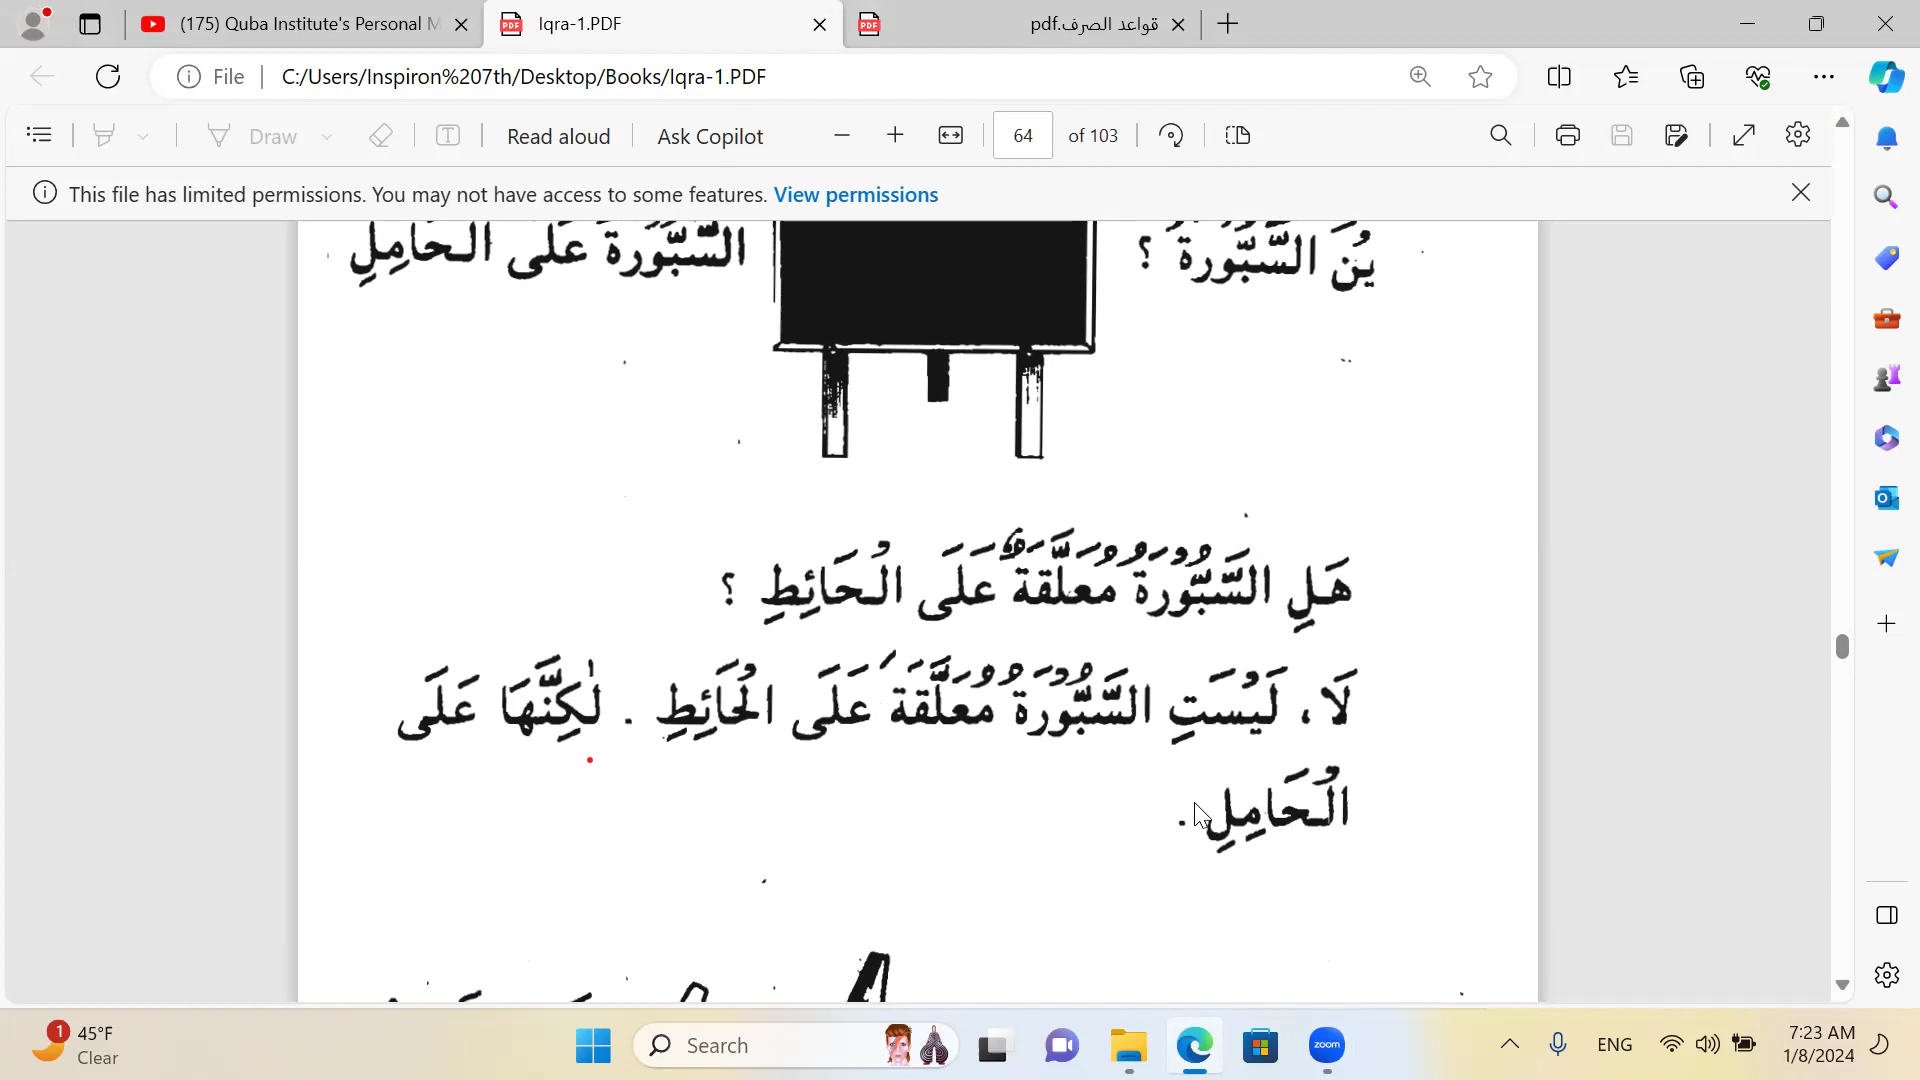 (175) Quba Institute's Personal M
Iqra-1.PDF
قواعد الصرف.pdf
File
C:/Users/Inspiron%207th/Desktop/Books/Iqra-1.PDF
Draw
Read aloud
Ask Copilot
64 of 103
This file has limited permissions. You may not have access to some features. View permissions
يْنَ السَّبُّورَةُ ؟
السَّبُّورَةُ عَلَى الْحَامِلِ
هَلِ السَّبُّورَةُ مُعَلَّقَةٌ عَلَى الْحَائِطِ ؟
لَا، لَيْسَتِ السَّبُّورَةُ مُعَلَّقَةً عَلَى الْحَائِطِ . لٰكِنَّهَا عَلَى
الْحَامِلِ .
1
45°F
Clear
Search
zoom
ENG
7:23 AM
1/8/2024